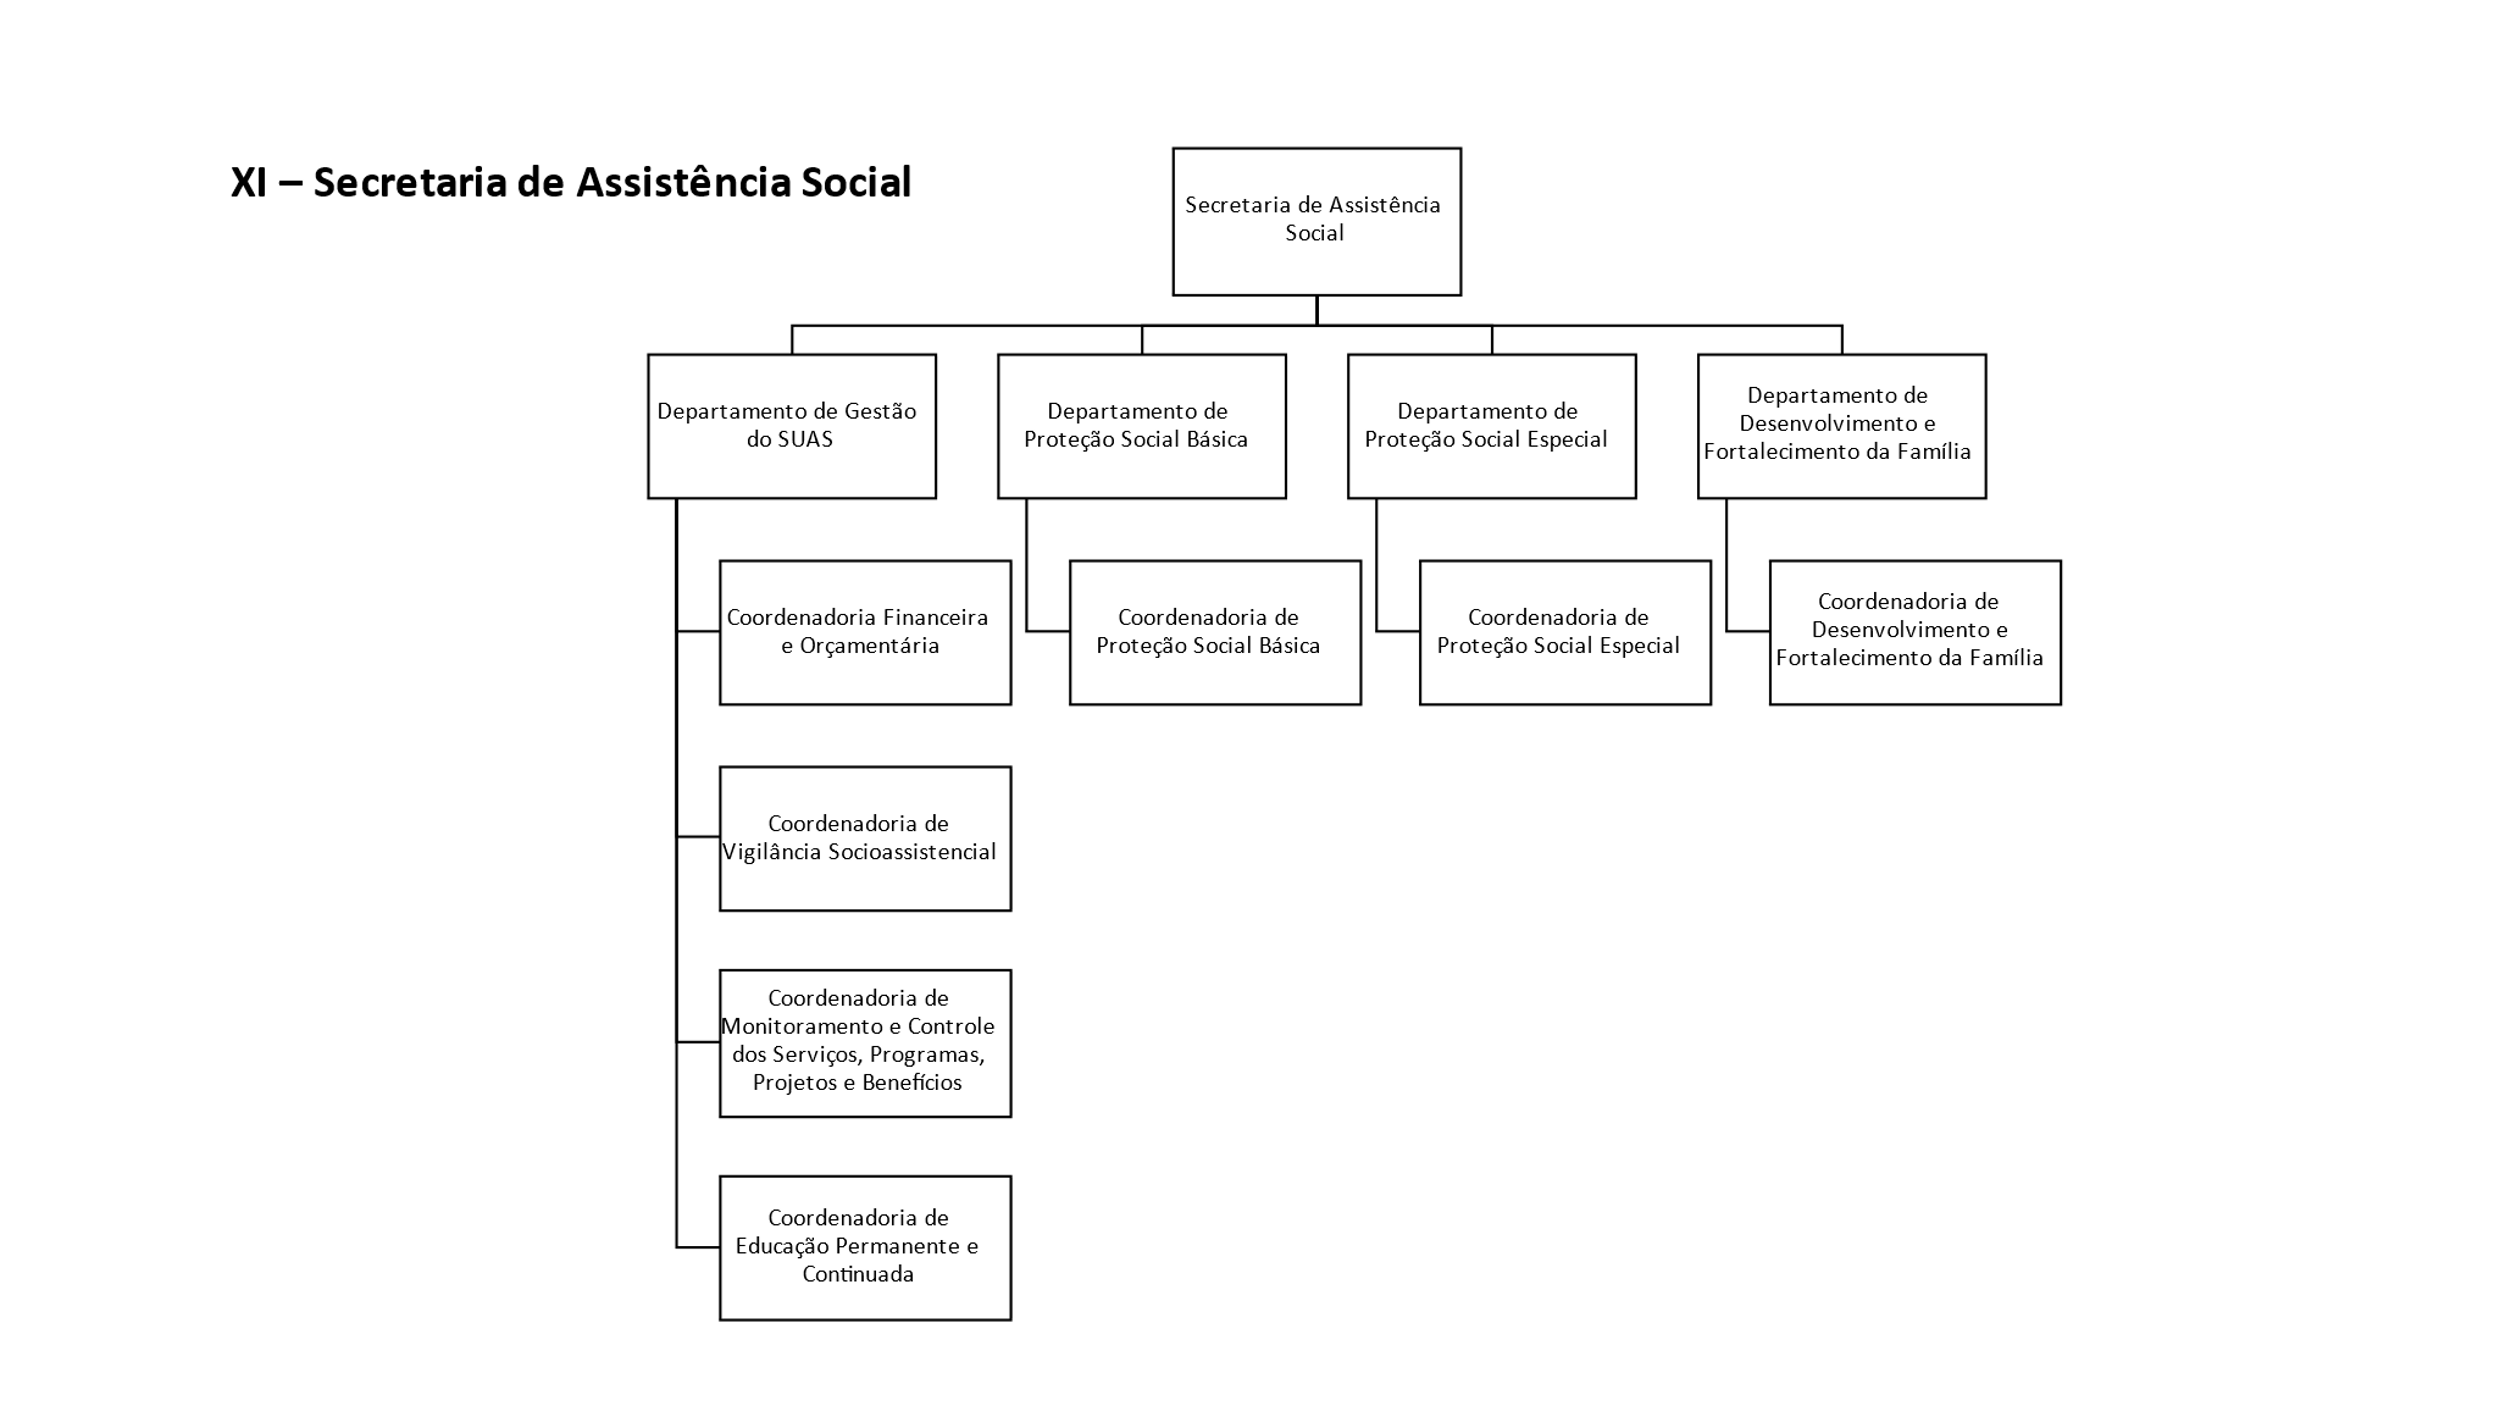 XI – Secretaria de Assistência Social
Secretaria de Assistência
Social
Departamento de Gestão
do SUAS
Departamento de
Proteção Social Básica
Departamento de
Proteção Social Especial
Departamento de
Desenvolvimento e
Fortalecimento da Família
Coordenadoria Financeira
e Orçamentária
Coordenadoria de
Proteção Social Básica
Coordenadoria de
Proteção Social Especial
Coordenadoria de
Desenvolvimento e
Fortalecimento da Família
Coordenadoria de
Vigilância Socioassistencial
Coordenadoria de
Monitoramento e Controle
dos Serviços, Programas,
Projetos e Benefícios
Coordenadoria de
Educação Permanente e
Continuada